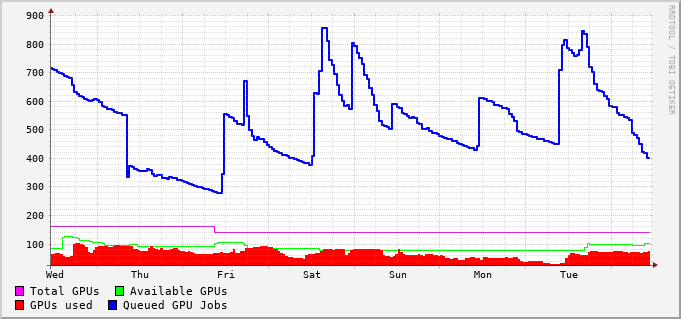 900
800
700
600
500
400
300
200
100
Wed Thu Fri Sat Sun Mon Tue
Total GPUs Available GPUs
GPUs used Queued GPU Jobs
RRDTOOL / TOBI OETIKER